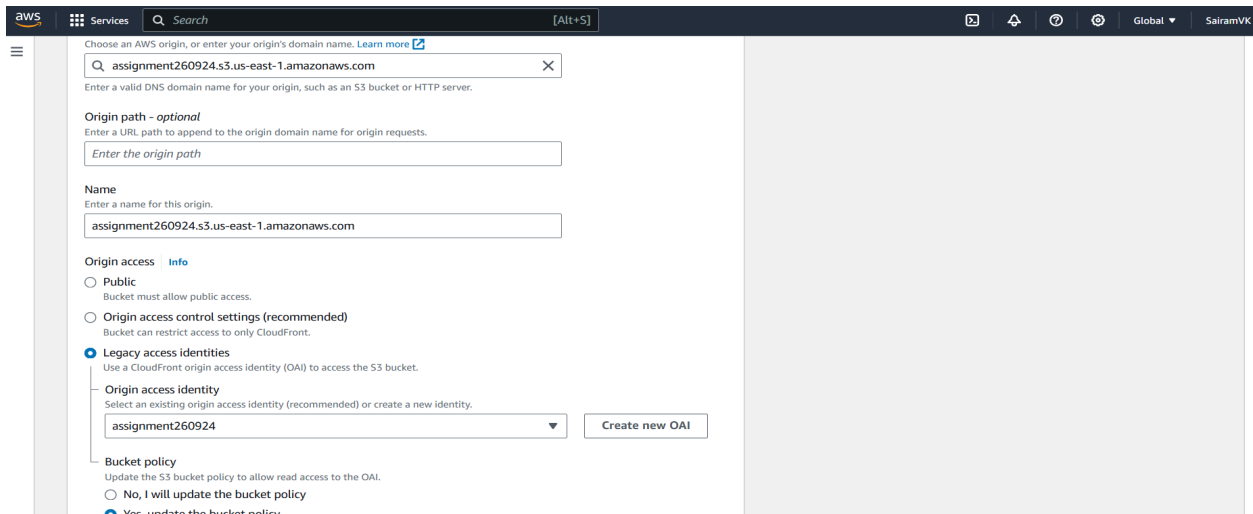 aws
Services
Search
[Alt+S]
Global
SairamVK
Choose an AWS origin, or enter your origin's domain name. Learn more
assignment260924.s3.us-east-1.amazonaws.com
Enter a valid DNS domain name for your origin, such as an S3 bucket or HTTP server.
Origin path - optional
Enter a URL path to append to the origin domain name for origin requests.
Enter the origin path
Name
Enter a name for this origin.
assignment260924.s3.us-east-1.amazonaws.com
Origin access Info
Public
Bucket must allow public access.
Origin access control settings (recommended)
Bucket can restrict access to only CloudFront.
Legacy access identities
Use a CloudFront origin access identity (OAI) to access the S3 bucket.
Origin access identity
Select an existing origin access identity (recommended) or create a new identity.
assignment260924
Create new OAI
Bucket policy
Update the S3 bucket policy to allow read access to the OAI.
No, I will update the bucket policy
Yes, update the bucket policy